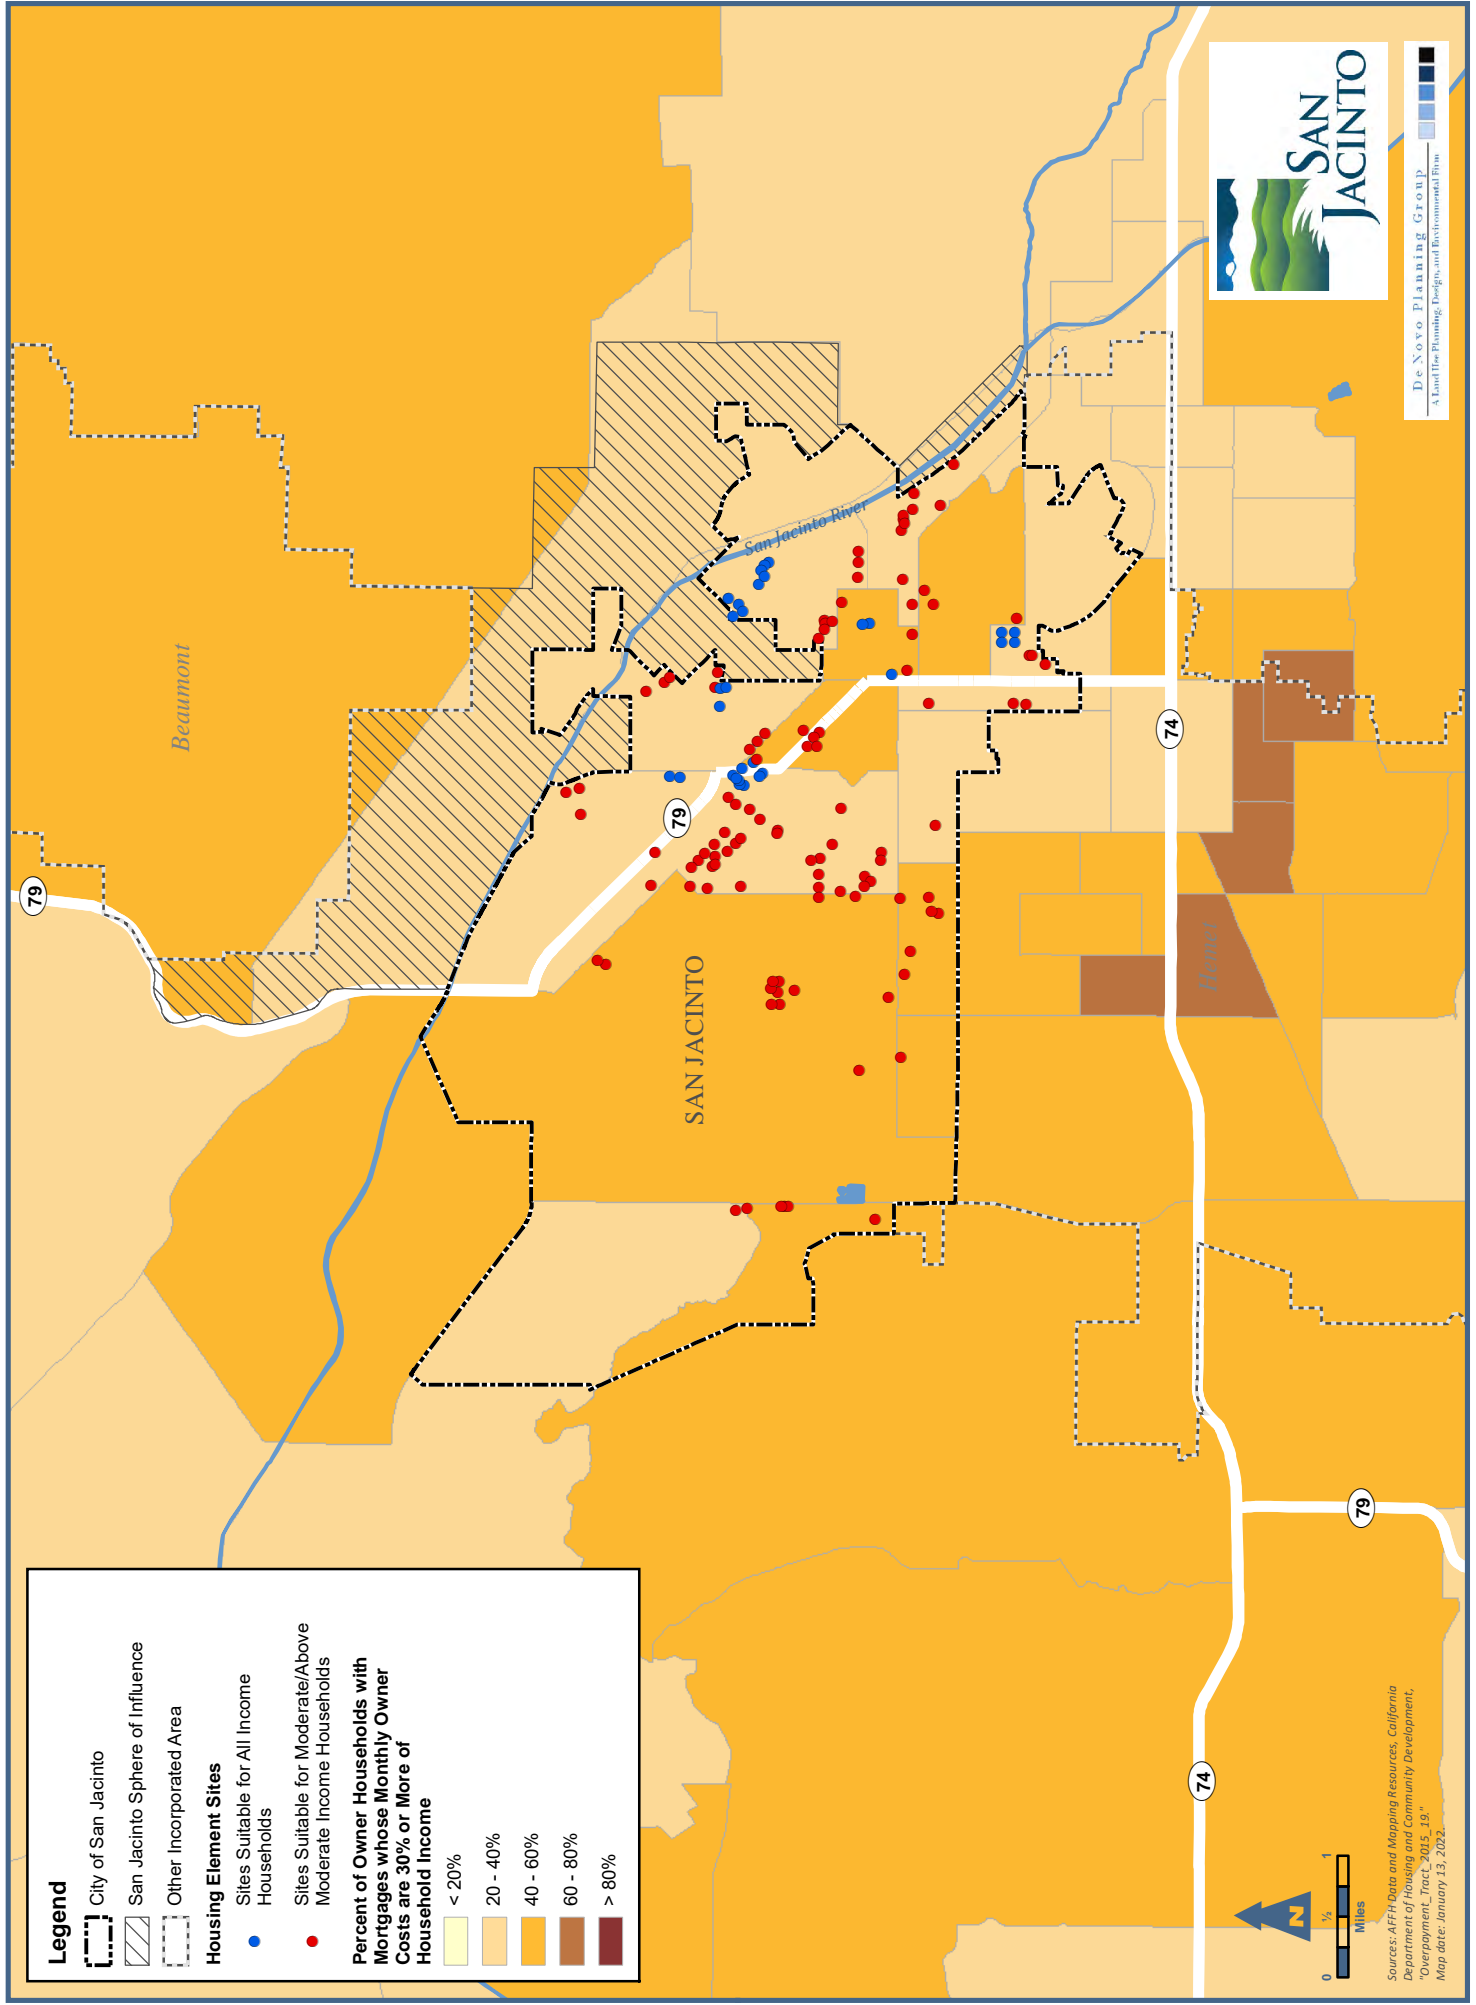 Legend
City of San Jacinto
San Jacinto Sphere of Influence
Other Incorporated Area
Housing Element Sites
Sites Suitable for All Income
Households
Sites Suitable for Moderate/Above
Moderate Income Households
Percent of Owner Households with
Mortgages whose Monthly Owner
Costs are 30% or More of
Household Income
< 20%
20 - 40%
40 - 60%
60 - 80%
> 80%
Beaumont
79
79
San Jacinto River
SAN JACINTO
74
Hemet
79
74
N
0
½
1
Miles
Sources: AFFH Data and Mapping Resources, California
Department of Housing and Community Development,
"Overpayment_Tract_2015_19."
Map date: January 13, 2022.
SAN
JACINTO
De Novo Planning Group
A Land Use Planning, Design, and Environmental Firm